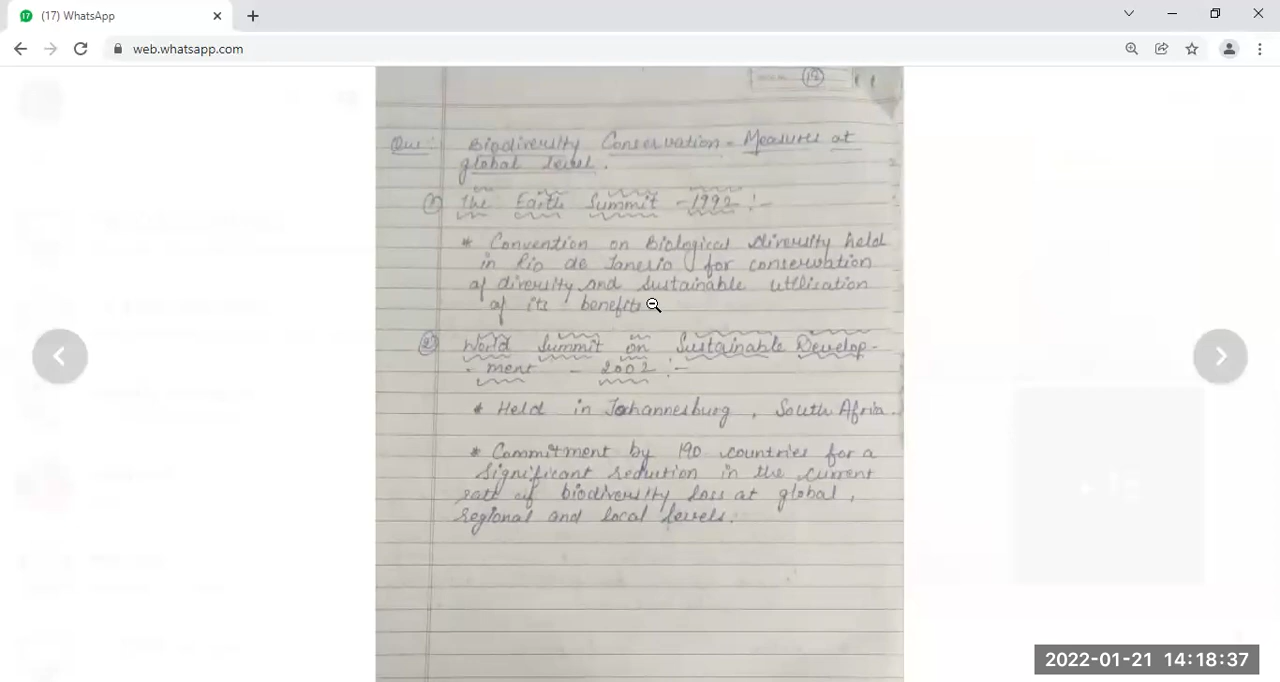 (17) WhatsApp
web.whatsapp.com
18
Que: Biodiversity Conservation - Measures at
global level.
1) The Earth Summit - 1992 :-
* Convention on Biological diversity held
in Rio de Janerio for conservation
of diversity and sustainable utilisation
of its benefits
2) World Summit on Sustainable Develop-
-ment - 2002 :-
* Held in Johannesburg, South Afria.
* Commitment by 190 countries for a
significant redution in the current
rate of biodiversity loss at global,
regional and local levels.
2022-01-21 14:18:37